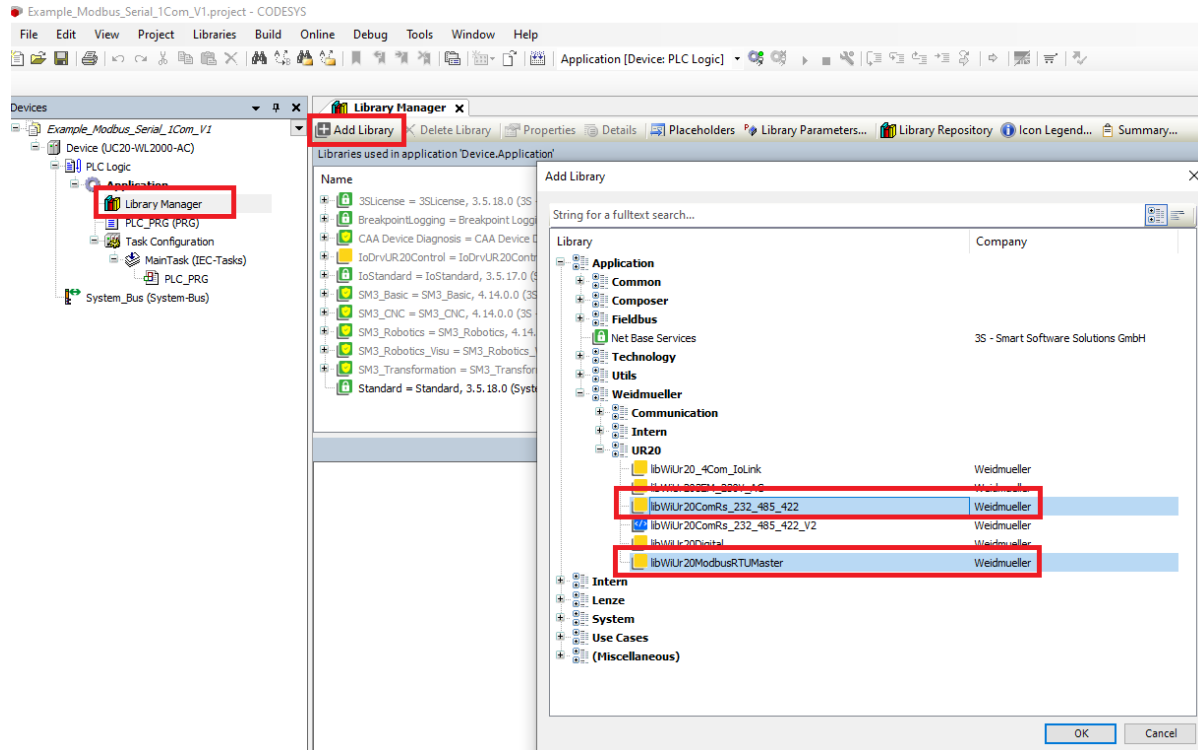 Example_Modbus_Serial_1Com_V1.project - CODESYS
File Edit View Project Libraries Build Online Debug Tools Window Help
Application [Device: PLC Logic]
Devices
Example_Modbus_Serial_1Com_V1
Device (UC20-WL2000-AC)
PLC Logic
Application
Library Manager
PLC_PRG (PRG)
Task Configuration
MainTask (IEC-Tasks)
PLC_PRG
System_Bus (System-Bus)
Library Manager
Add Library Delete Library Properties Details Placeholders Library Parameters... Library Repository Icon Legend... Summary...
Libraries used in application 'Device.Application'
Name
3SLicense = 3SLicense, 3.5.18.0 (3S
BreakpointLogging = Breakpoint Loggi
CAA Device Diagnosis = CAA Device D
IoDrvUR20Control = IoDrvUR20Contr
IoStandard = IoStandard, 3.5.17.0 (S
SM3_Basic = SM3_Basic, 4.14.0.0 (3S
SM3_CNC = SM3_CNC, 4.14.0.0 (3S
SM3_Robotics = SM3_Robotics, 4.14.
SM3_Robotics_Visu = SM3_Robotics_V
SM3_Transformation = SM3_Transfor
Standard = Standard, 3.5.18.0 (Syst
Add Library
String for a fulltext search...
Library Company
Application
Common
Composer
Fieldbus
Net Base Services 3S - Smart Software Solutions GmbH
Technology
Utils
Weidmueller
Communication
Intern
UR20
libWiUr20_4Com_IoLink Weidmueller
libWiUr20ComRs_232_485_422 Weidmueller
libWiUr20ComRs_232_485_422_V2 Weidmueller
libWiUr20Digital Weidmueller
libWiUr20ModbusRTUMaster Weidmueller
Intern
Lenze
System
Use Cases
(Miscellaneous)
OK Cancel